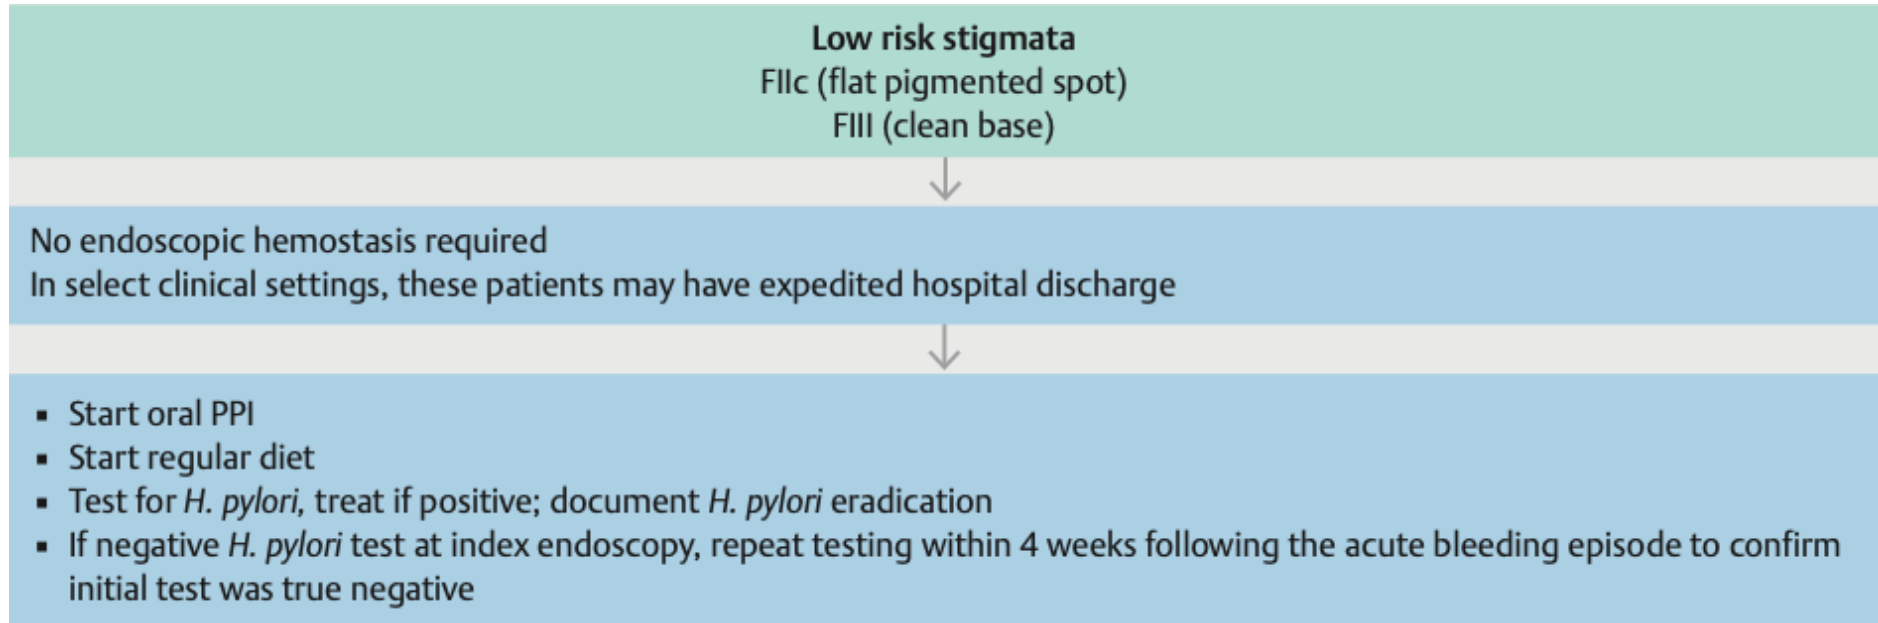 Low risk stigmata
FIIc (flat pigmented spot)
FIII (clean base)
No endoscopic hemostasis required
In select clinical settings, these patients may have expedited hospital discharge
▪ Start oral PPI
▪ Start regular diet
▪ Test for H. pylori, treat if positive; document H. pylori eradication
▪ If negative H. pylori test at index endoscopy, repeat testing within 4 weeks following the acute bleeding episode to confirm
initial test was true negative